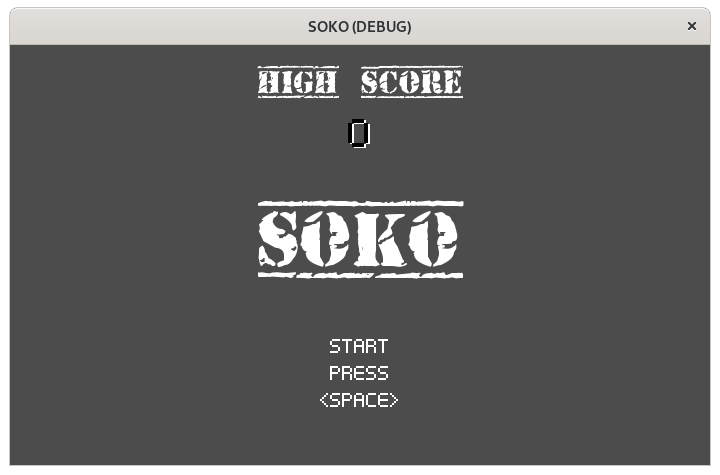 SOKO (DEBUG)
HIGH SCORE
0
SOKO
START
PRESS
<SPACE>